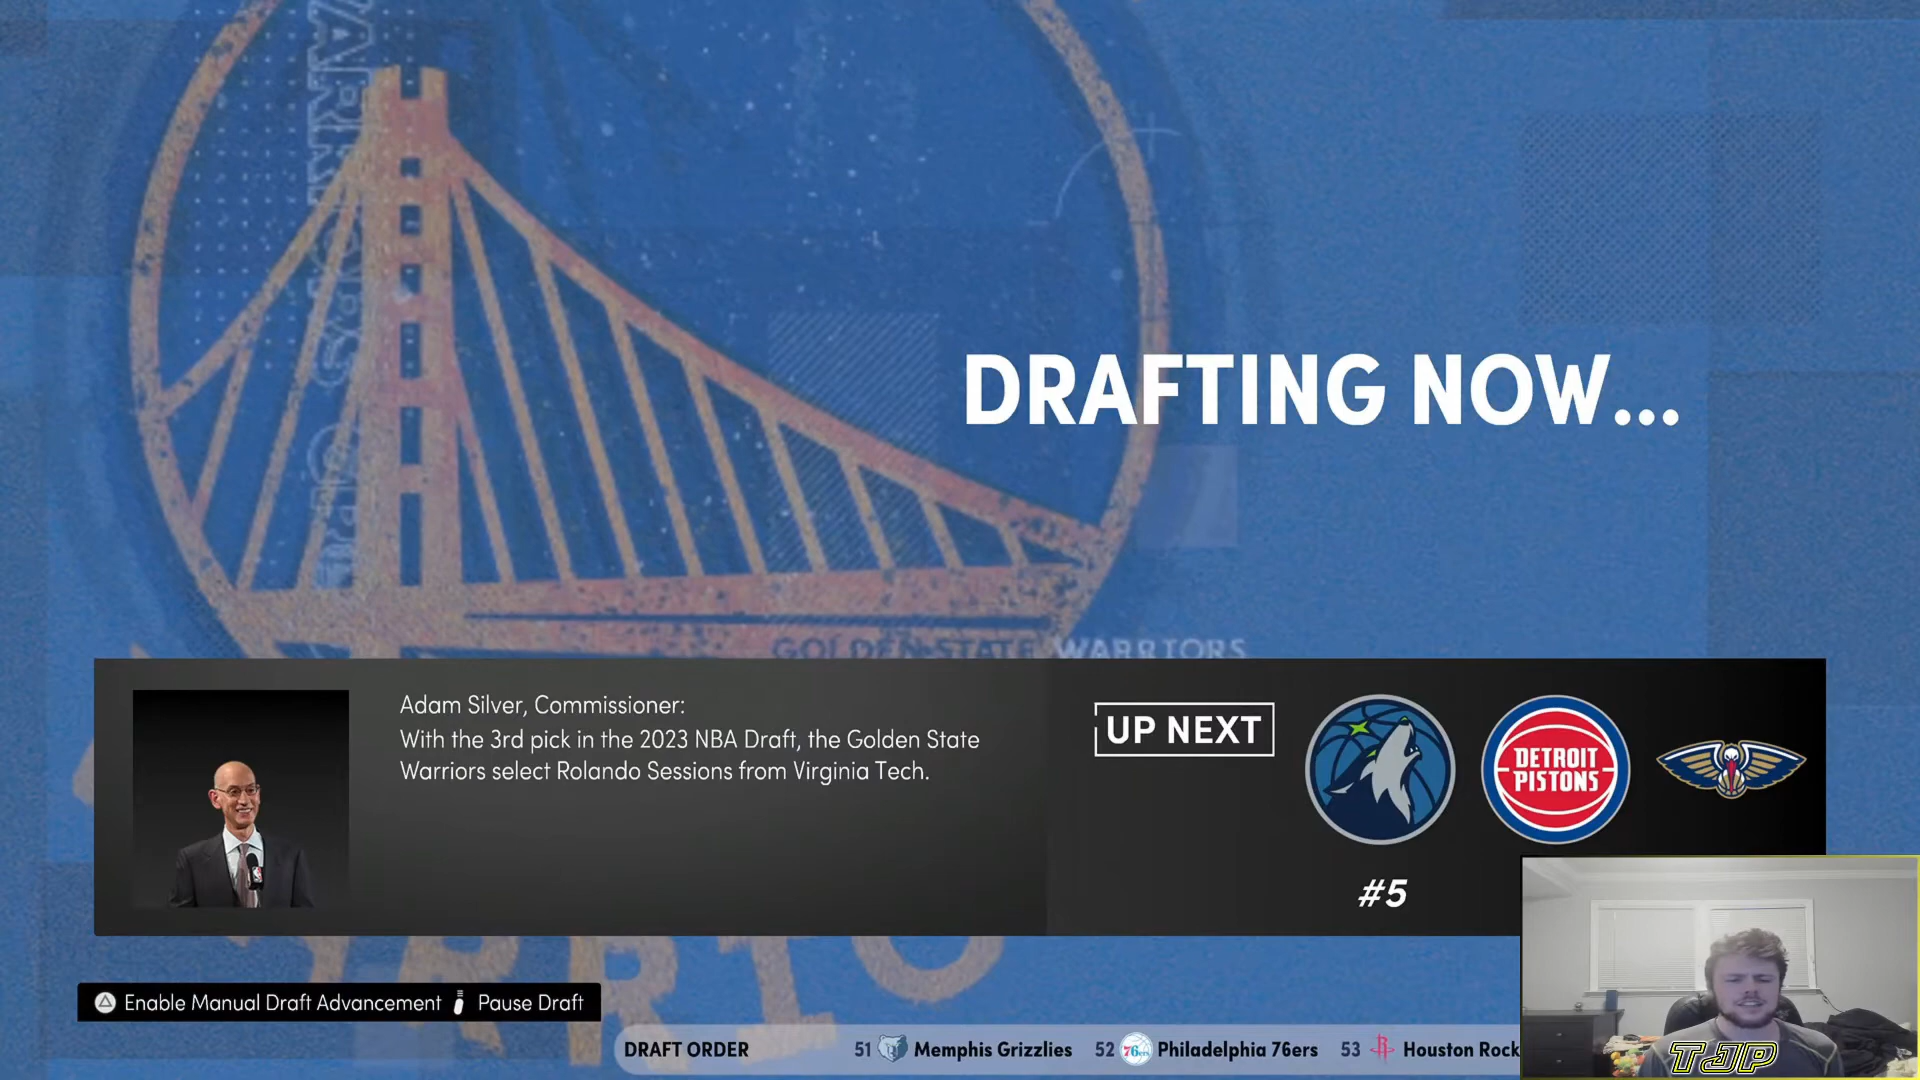 WARRIORS
DRAFTING NOW...
GOLDEN STATE WARRIORS
Adam Silver, Commissioner:
With the 3rd pick in the 2023 NBA Draft, the Golden State
Warriors select Rolando Sessions from Virginia Tech.
UP NEXT
DETROIT
PISTONS
#5
Enable Manual Draft Advancement
Pause Draft
DRAFT ORDER
51 Memphis Grizzlies
52 76ers Philadelphia 76ers
53 Houston Rock
TJP